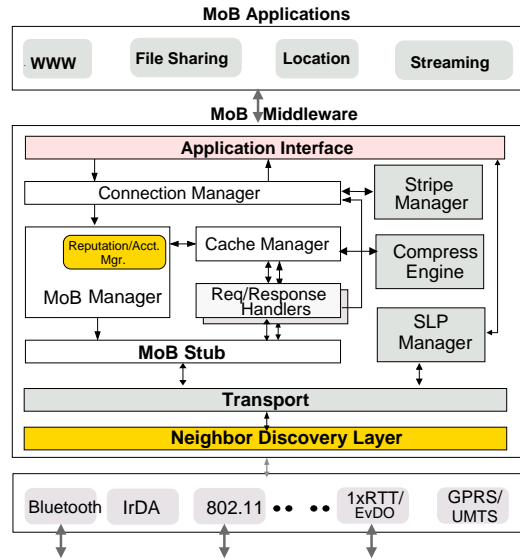 MoB Applications
WWW
File Sharing
Location
Streaming
MoB Middleware
Application Interface
Connection Manager
Stripe
Manager
Reputation/Acct.
Mgr.
Cache Manager
Compress
Engine
MoB Manager
Req/Response
Handlers
SLP
Manager
MoB Stub
Transport
Neighbor Discovery Layer
Bluetooth
IrDA
802.11
1xRTT/
EvDO
GPRS/
UMTS